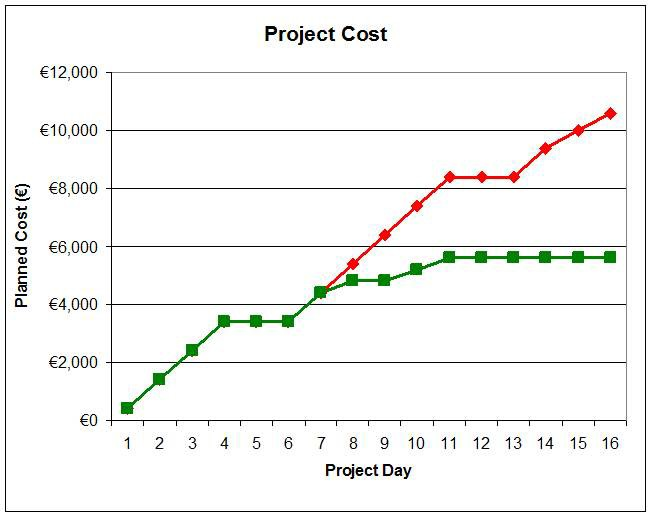 Project Cost
€12,000
€10,000
€8,000
€6,000
€4,000
€2,000
€0
Planned Cost (€)
1 2 3 4 5 6 7 8 9 10 11 12 13 14 15 16
Project Day